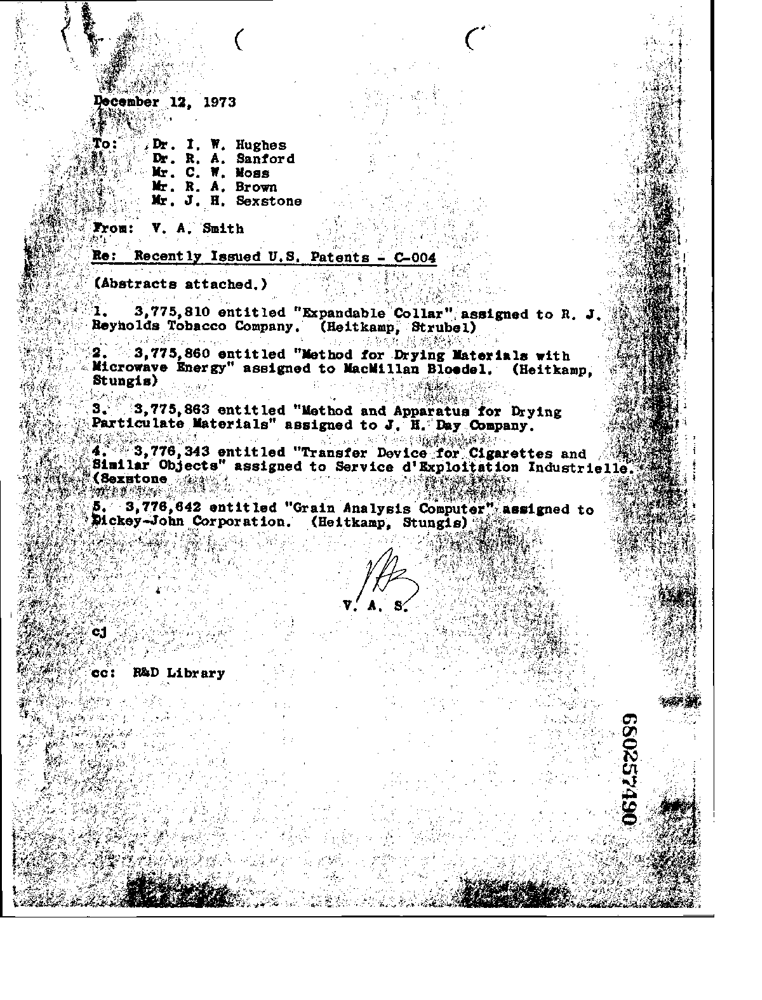 December 12, 1973
To: Dr. I. W. Hughes
Dr. R. A. Sanford
Mr. C. W. Moss
Mr. R. A. Brown
Mr. J. H. Sexstone
From: V. A. Smith
Re: Recently Issued U.S. Patents - C-004
(Abstracts attached.)
1. 3,775,810 entitled "Expandable Collar" assigned to R. J.
Reynolds Tobacco Company. (Heitkamp, Strubel)
2. 3,775,860 entitled "Method for Drying Materials with
Microwave Energy" assigned to MacMillan Bloedel. (Heitkamp,
Stungis)
3. 3,775,863 entitled "Method and Apparatus for Drying
Particulate Materials" assigned to J. H. Day Company.
4. 3,776,343 entitled "Transfer Device for Cigarettes and
Similar Objects" assigned to Service d'Exploitation Industrielle.
(Sexstone
5. 3,776,642 entitled "Grain Analysis Computer" assigned to
Dickey-John Corporation. (Heitkamp, Stungis)
V. A. S.
cj
cc: R&D Library
680257490